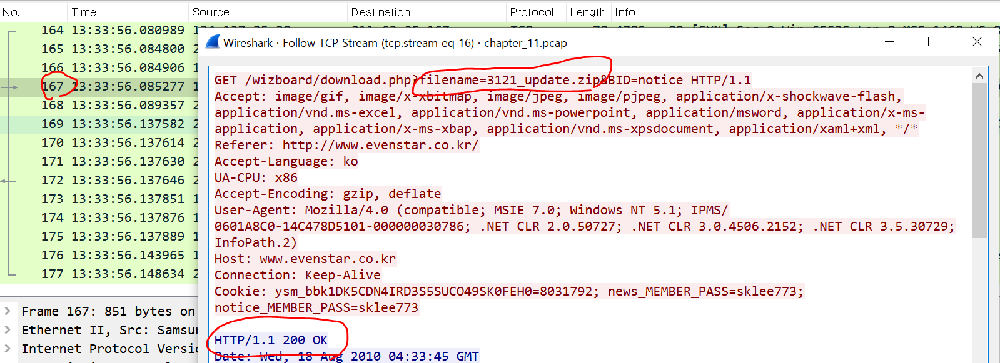 No. Time Source Destination Protocol Length Info
164 13:33:56.080989
Wireshark · Follow TCP Stream (tcp.stream eq 16) · chapter_11.pcap
165 13:33:56.084800 2
166 13:33:56.084906 1
167 13:33:56.085277 1
168 13:33:56.089357 2
169 13:33:56.137582 2
170 13:33:56.137614 2
171 13:33:56.137630 2
172 13:33:56.137646 2
173 13:33:56.137851 1
174 13:33:56.137876 1
175 13:33:56.137889 1
176 13:33:56.143965 1
177 13:33:56.148634 2
GET /wizboard/download.php?filename=3121_update.zip&BID=notice HTTP/1.1
Accept: image/gif, image/x-xbitmap, image/jpeg, image/pjpeg, application/x-shockwave-flash,
application/vnd.ms-excel, application/vnd.ms-powerpoint, application/msword, application/x-ms-
application, application/x-ms-xbap, application/vnd.ms-xpsdocument, application/xaml+xml, */*
Referer: http://www.evenstar.co.kr/
Accept-Language: ko
UA-CPU: x86
Accept-Encoding: gzip, deflate
User-Agent: Mozilla/4.0 (compatible; MSIE 7.0; Windows NT 5.1; IPMS/
0601A8C0-14C478D5101-000000030786; .NET CLR 2.0.50727; .NET CLR 3.0.4506.2152; .NET CLR 3.5.30729;
InfoPath.2)
Host: www.evenstar.co.kr
Connection: Keep-Alive
Cookie: ysm_bbk1DK5CDN4IRD3S5SUCO49SK0FEH0=8031792; news_MEMBER_PASS=sklee773;
notice_MEMBER_PASS=sklee773
HTTP/1.1 200 OK
Date: Wed, 18 Aug 2010 04:33:45 GMT
Frame 167: 851 bytes on
Ethernet II, Src: Samsu
Internet Protocol Versi